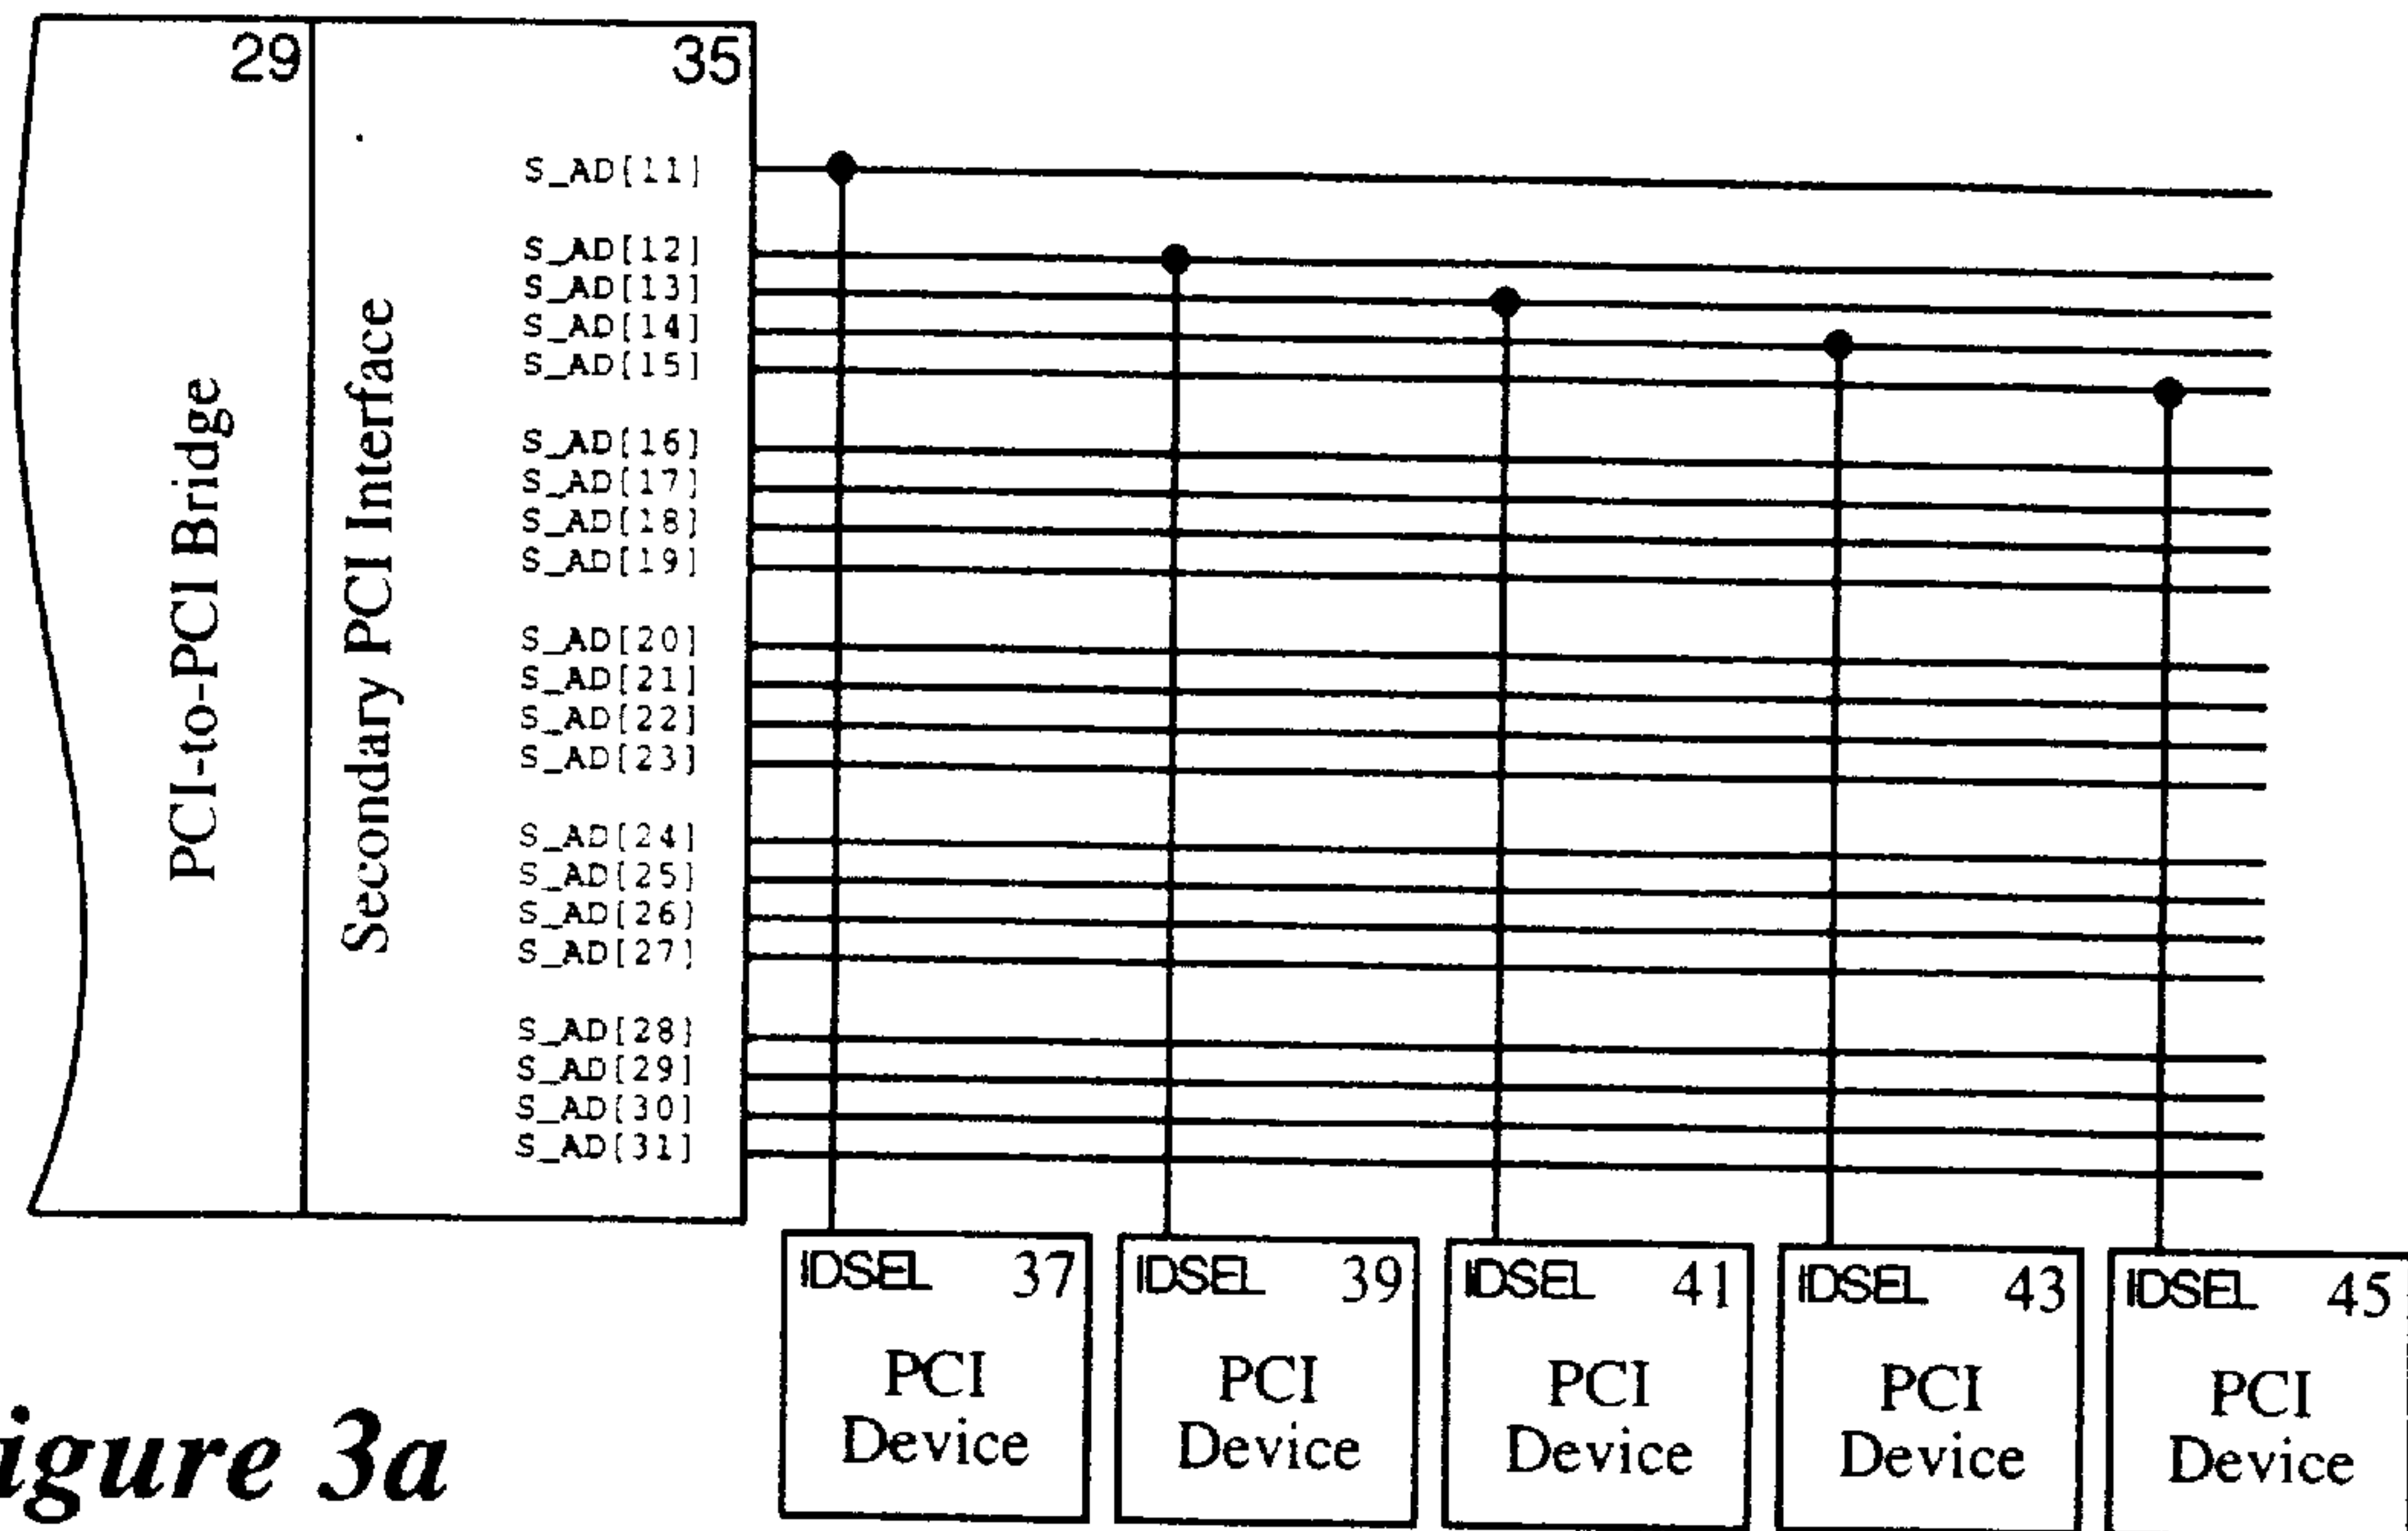 29
35
PCI-to-PCI Bridge
Secondary PCI Interface
S_AD[11]
S_AD[12]
S_AD[13]
S_AD[14]
S_AD[15]
S_AD[16]
S_AD[17]
S_AD[18]
S_AD[19]
S_AD[20]
S_AD[21]
S_AD[22]
S_AD[23]
S_AD[24]
S_AD[25]
S_AD[26]
S_AD[27]
S_AD[28]
S_AD[29]
S_AD[30]
S_AD[31]
IDSEL 37
PCI
Device
IDSEL 39
PCI
Device
IDSEL 41
PCI
Device
IDSEL 43
PCI
Device
IDSEL 45
PCI
Device
igure 3a